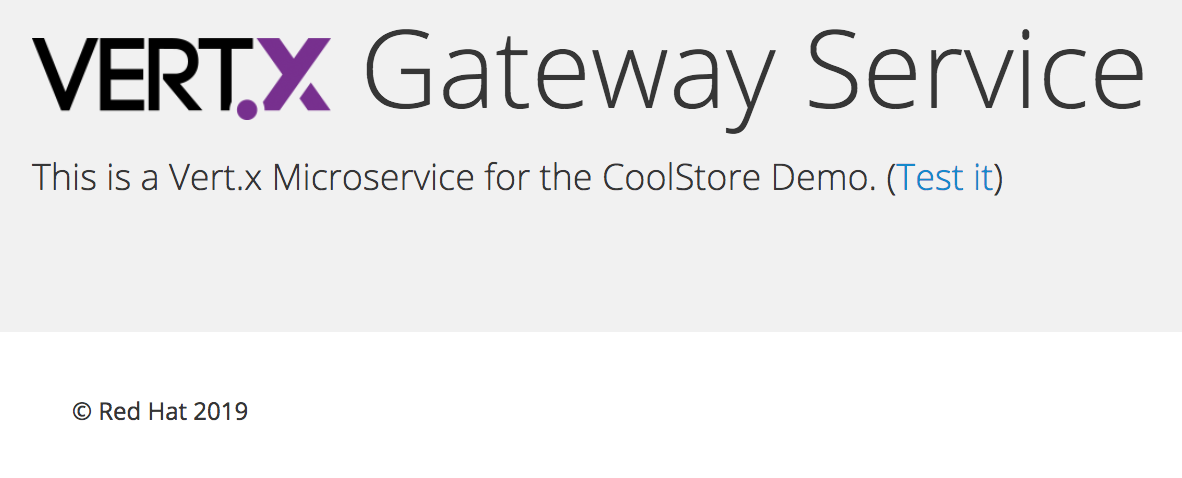 VERT.X Gateway Service
This is a Vert.x Microservice for the CoolStore Demo. (Test it)
© Red Hat 2019